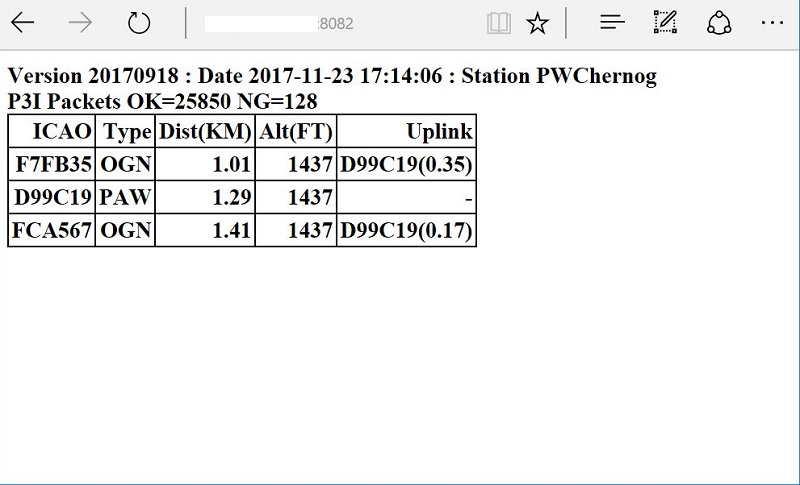 :8082
Version 20170918 : Date 2017-11-23 17:14:06 : Station PWChernog
P3I Packets OK=25850 NG=128
ICAO Type Dist(KM) Alt(FT) Uplink
F7FB35 OGN 1.01 1437 D99C19(0.35)
D99C19 PAW 1.29 1437 -
FCA567 OGN 1.41 1437 D99C19(0.17)